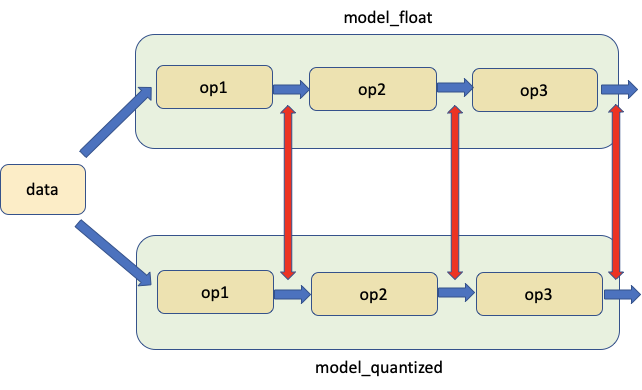 model_float
op1
op2
op3
data
op1
op2
op3
model_quantized